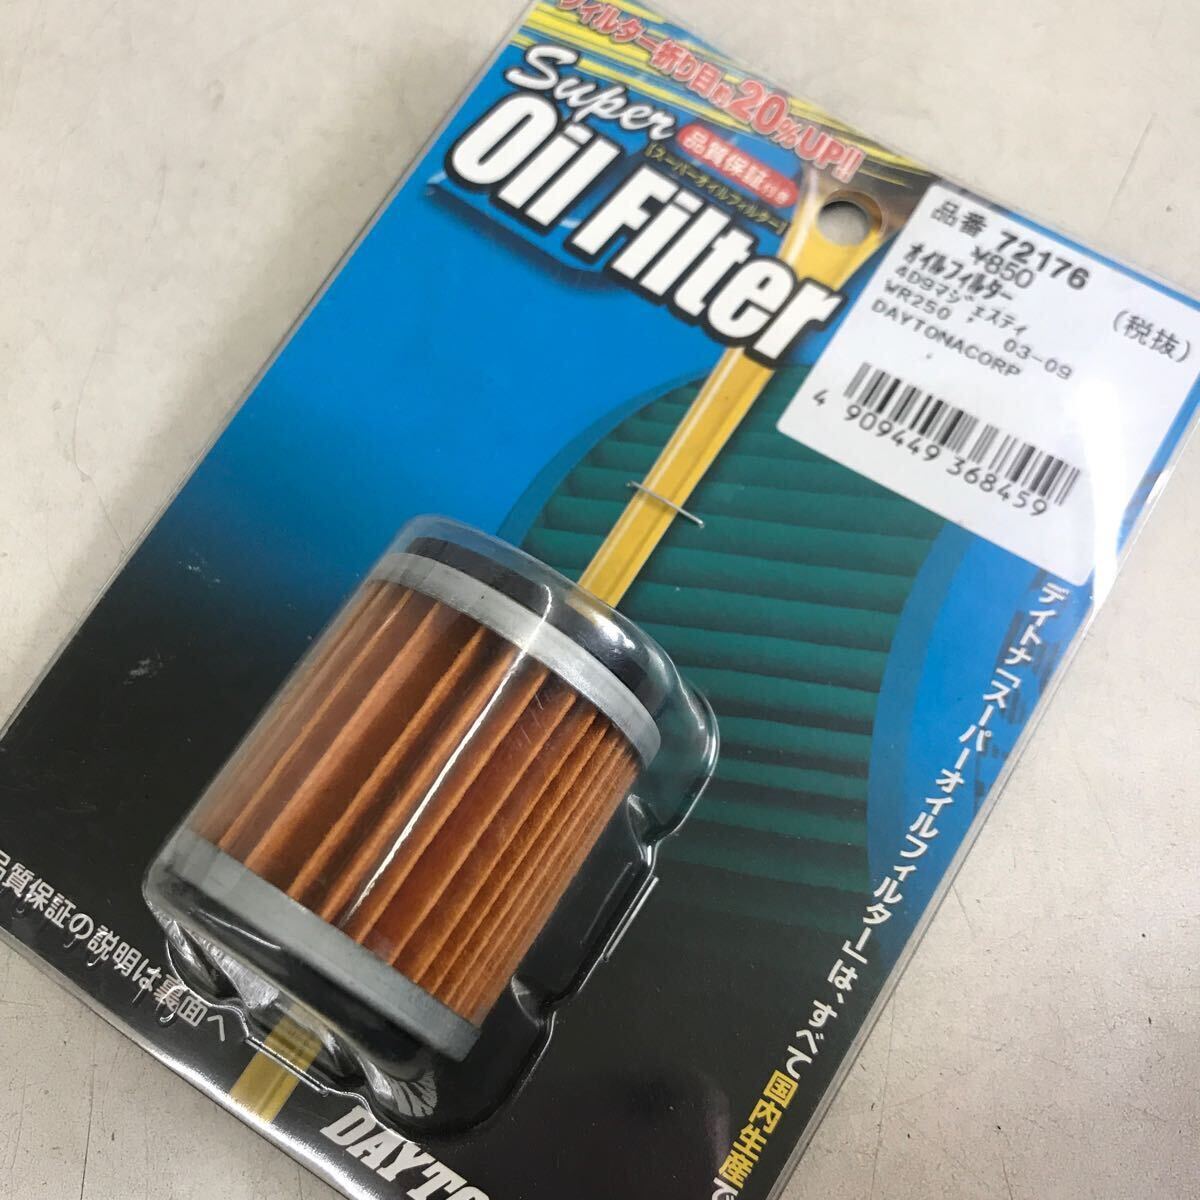 フィルター折り目約20%UP!!
Super
品質保証付き
Oil Filter
[スーパーオイルフィルター]
品番 72176
¥850 (税抜)
オイルフィルター
4D9マジェスティ
WR250, 03-09
DAYTONACORP
4 909449 368459
デイトナ「スーパーオイルフィルター」は、すべて国内生産で
品質保証の説明は裏面へ
DAYTO